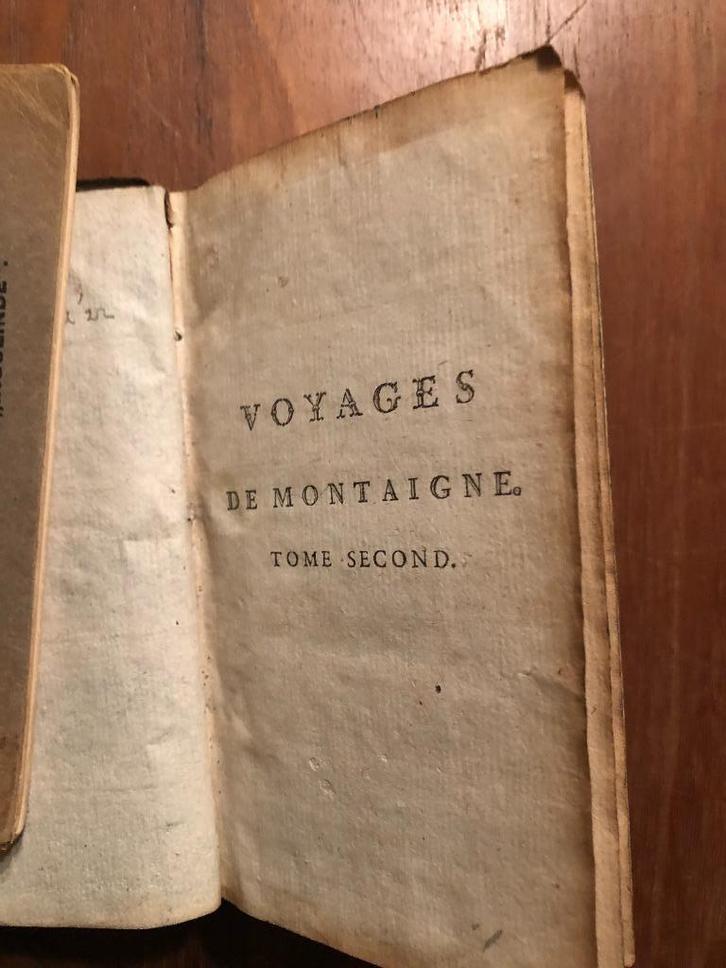 VOYAGES
DE MONTAIGNE.
TOME SECOND.